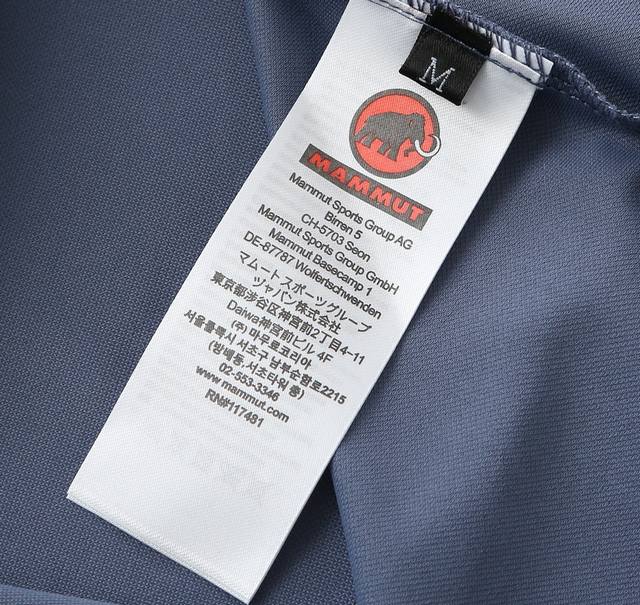 M
MAMMUT
Mammut Sports Group AG
Birren 5
CH-5703 Seon
Mammut Sports Group GmbH
Mammut Basecamp 1
DE-87787 Wolfertschwenden
マムート スポーツグループ
ツャパン株式会社
東京都渋谷区神宮前2丁目4-11
Daiwa神宮前ビル 4F
(주) 마무트코리아
서울특특시 서초구 남부순항로2215
(방배동,서초타워 층)
02-553-3346
www.mammut.com
RN#117481